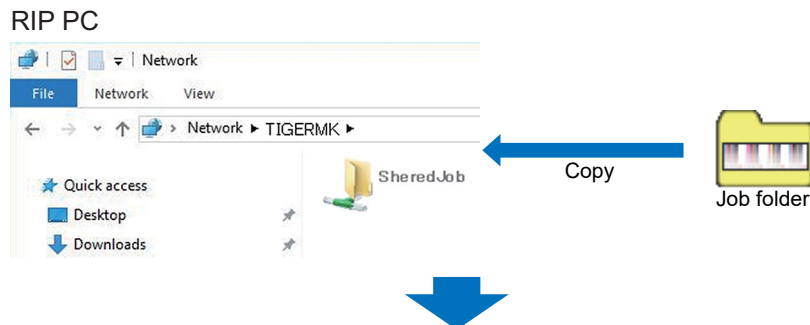 RIP PC
Network
File Network View
Network ▸ TIGERMK ▸
SheredJob
Copy
Job folder
Quick access
Desktop
Downloads